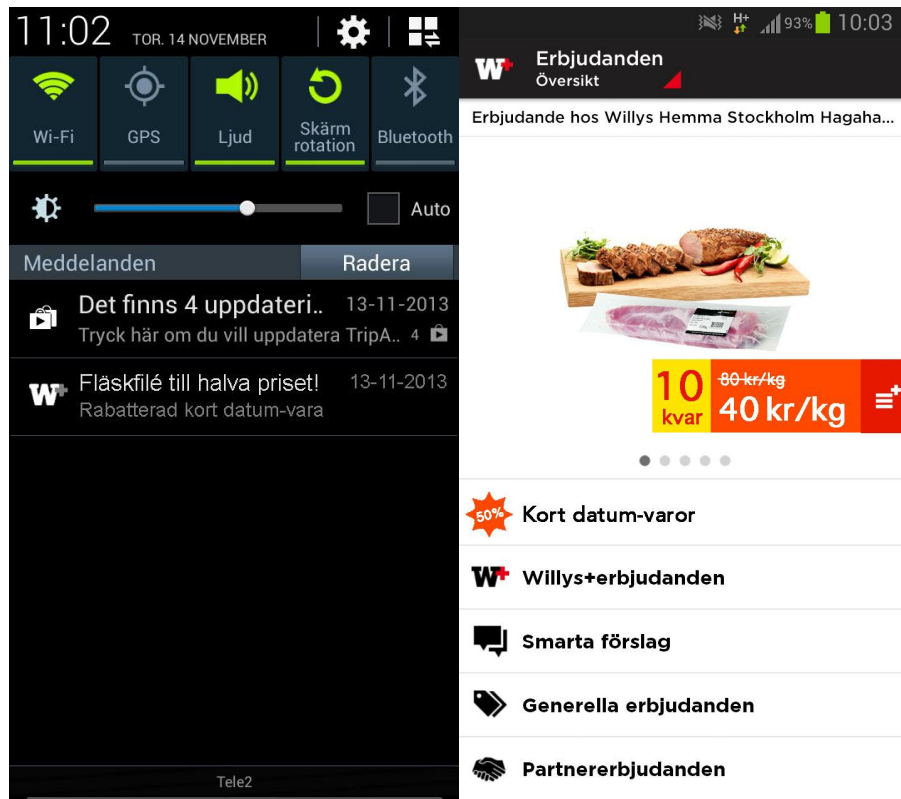 11:02 TOR. 14 NOVEMBER
Wi-Fi
GPS
Ljud
Skärm
rotation
Bluetooth
Auto
Meddelanden
Radera
Det finns 4 uppdateri.. 13-11-2013
Tryck här om du vill uppdatera TripA.. 4
W+ Fläskfilé till halva priset! 13-11-2013
Rabatterad kort datum-vara
Tele2
H+ 93% 10:03
W+ Erbjudanden
Översikt
Erbjudande hos Willys Hemma Stockholm Hagaha...
10
kvar
80 kr/kg
40 kr/kg
50% Kort datum-varor
W+ Willys+erbjudanden
Smarta förslag
Generella erbjudanden
Partnererbjudanden